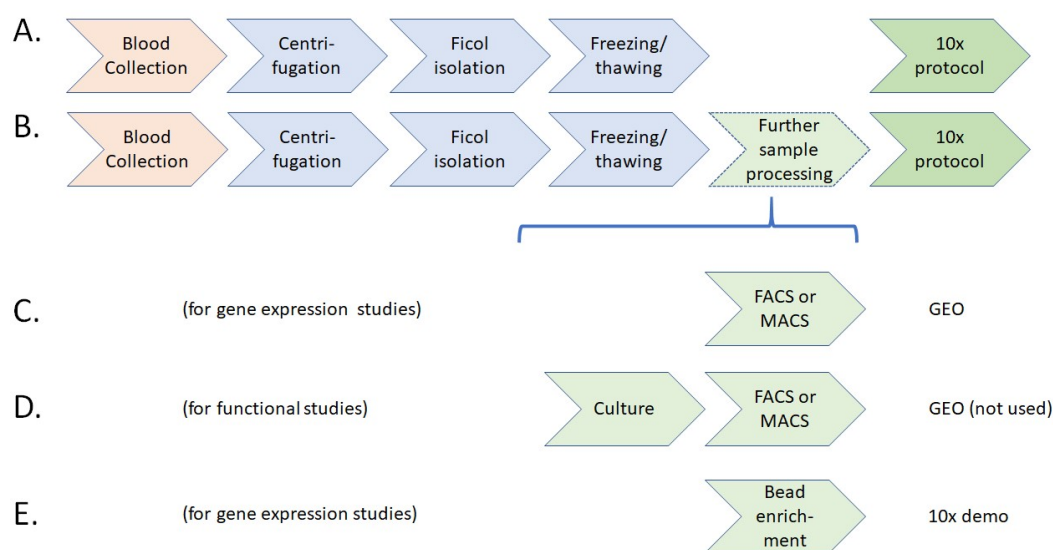 A.
Blood
Collection
Centri-
fugation
Ficol
isolation
Freezing/
thawing
10x
protocol
B.
Blood
Collection
Centri-
fugation
Ficol
isolation
Freezing/
thawing
Further
sample
processing
10x
protocol
C.
(for gene expression studies)
FACS or
MACS
GEO
D.
(for functional studies)
Culture
FACS or
MACS
GEO (not used)
E.
(for gene expression studies)
Bead
enrich-
ment
10x demo